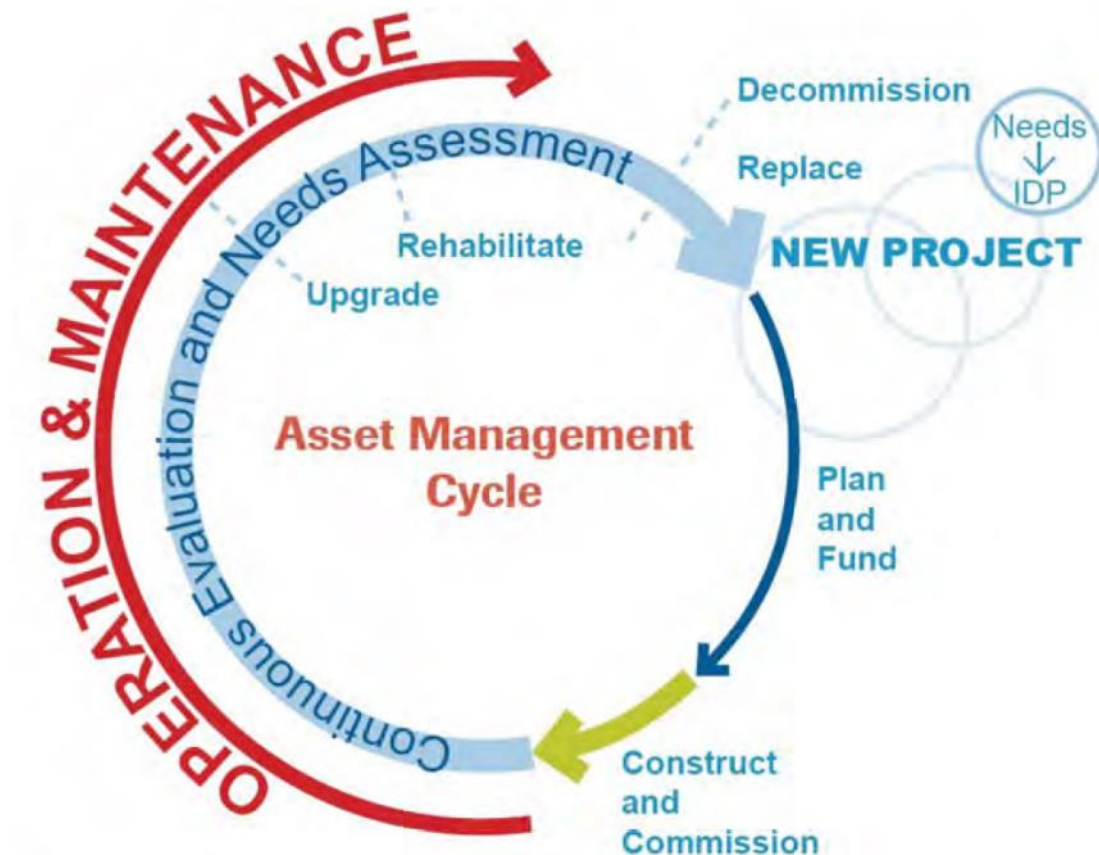 OPERATION & MAINTENANCE
Continuous Evaluation and Needs Assessment
Decommission
Replace
Needs
IDP
NEW PROJECT
Rehabilitate
Upgrade
Asset Management
Cycle
Plan
and
Fund
Construct
and
Commission